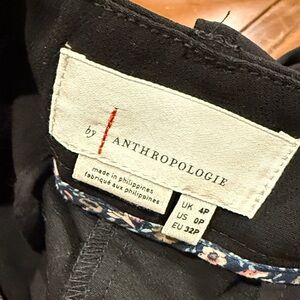 by ANTHROPOLOGIE
made in philippines
fabriqué aux philippines
UK 4P
US 0P
EU 32P